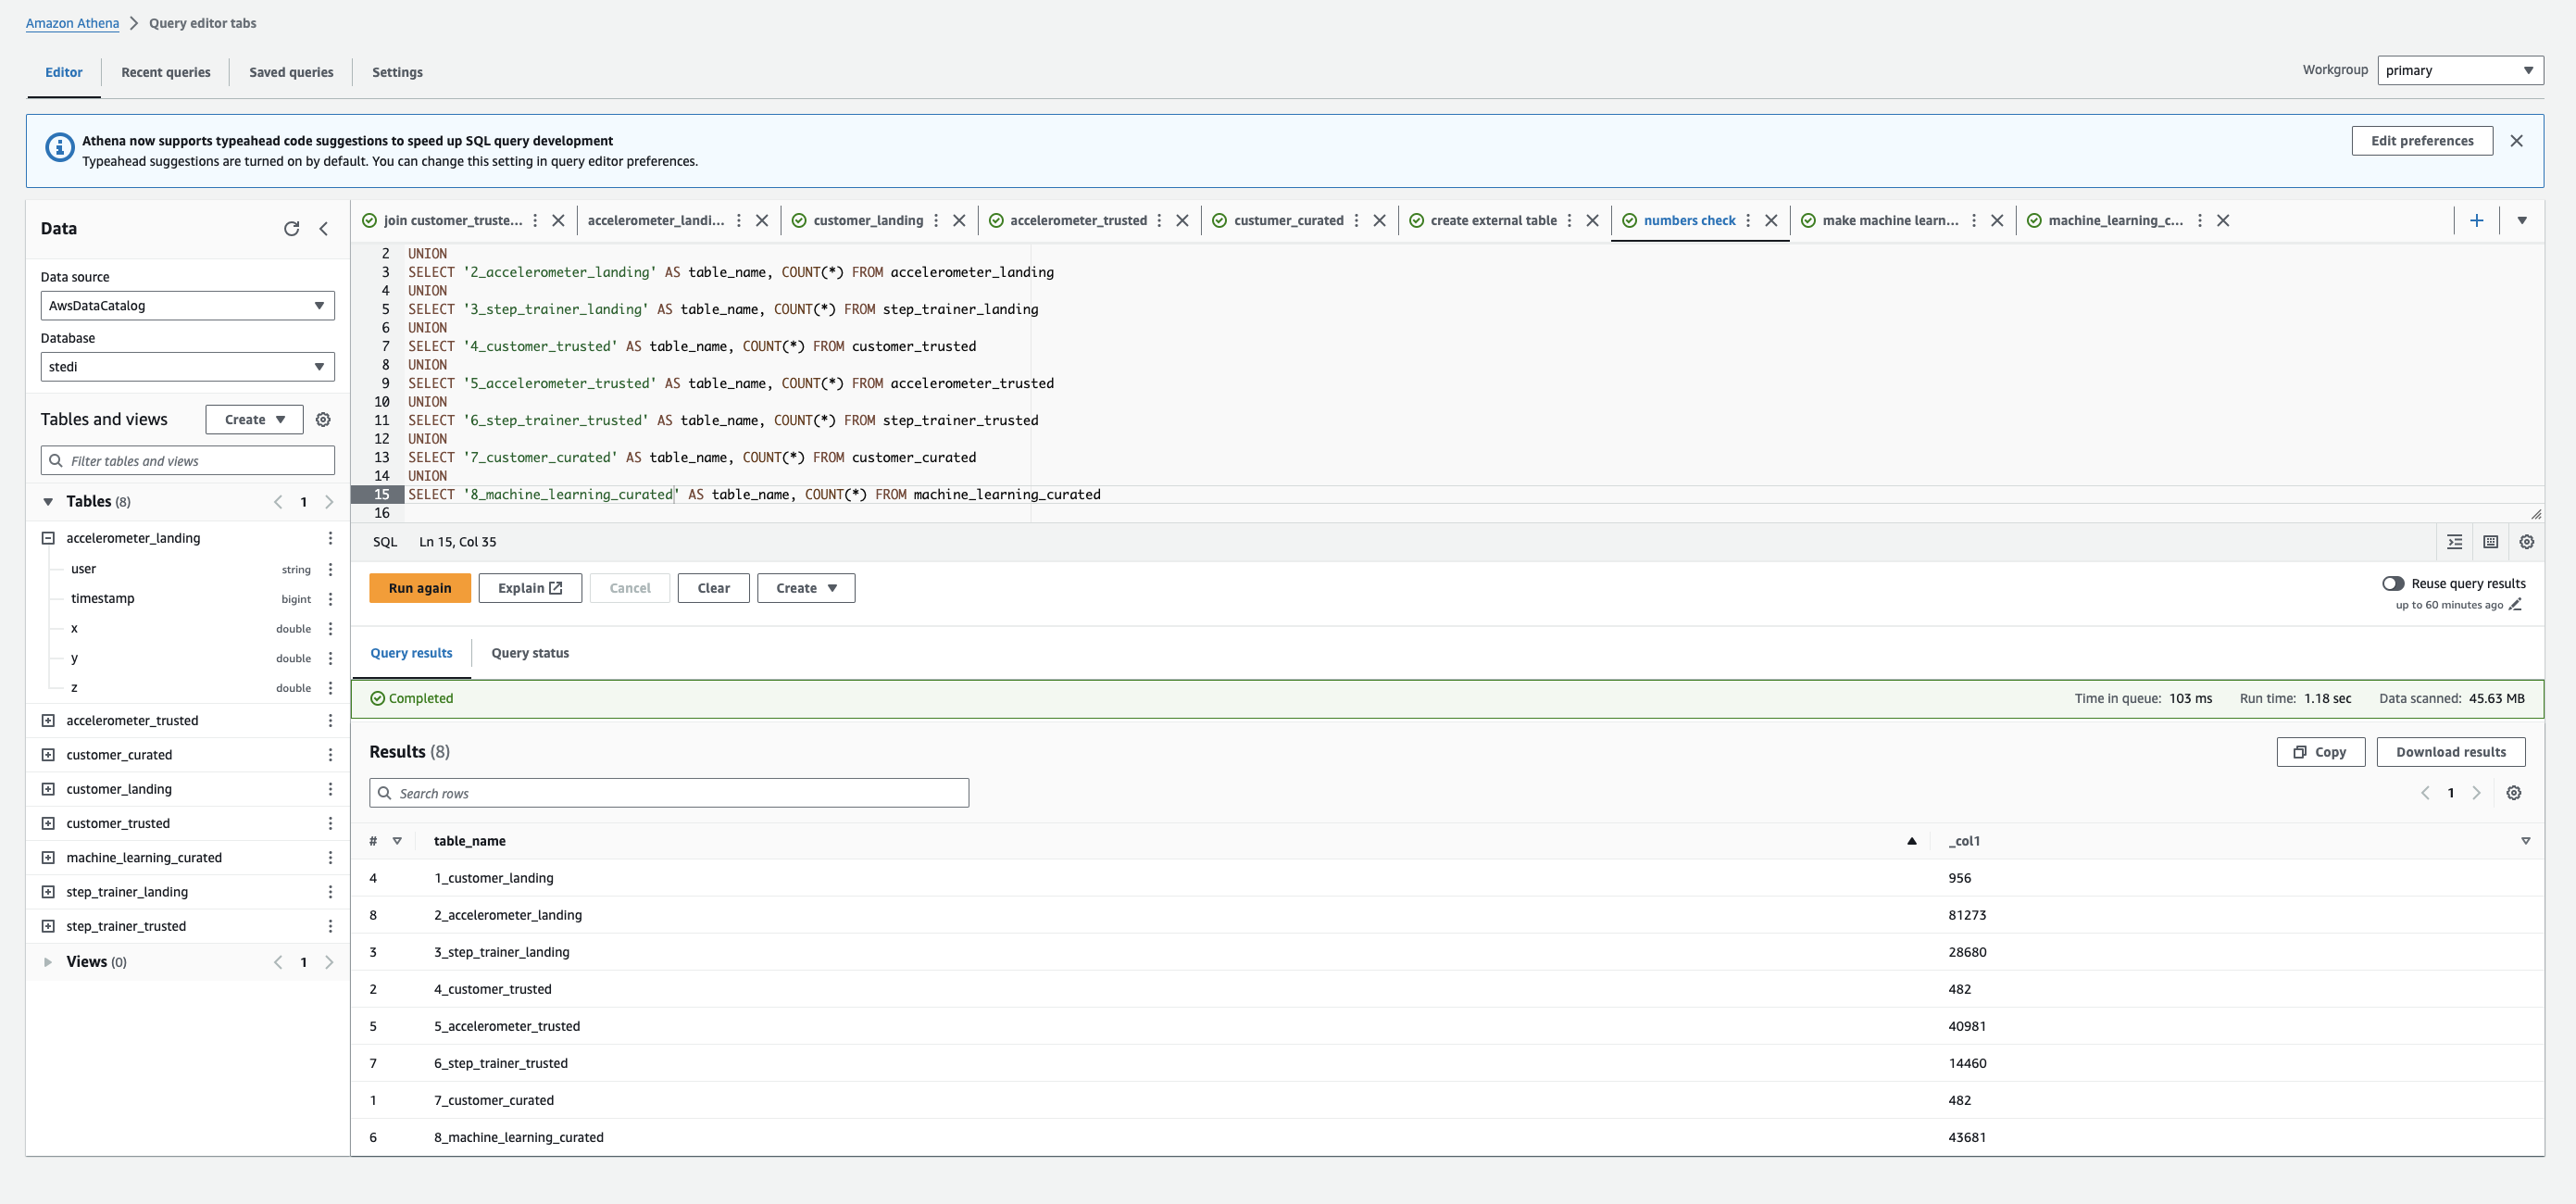 Amazon Athena > Query editor tabs
Editor Recent queries Saved queries Settings
Workgroup primary
Athena now supports typeahead code suggestions to speed up SQL query development
Typeahead suggestions are turned on by default. You can change this setting in query editor preferences.
Edit preferences
Data
Data source
AwsDataCatalog
Database
stedi
Tables and views Create
Filter tables and views
Tables (8) 1
accelerometer_landing
user string
timestamp bigint
x double
y double
z double
accelerometer_trusted
customer_curated
customer_landing
customer_trusted
machine_learning_curated
step_trainer_landing
step_trainer_trusted
Views (0) 1
join customer_truste... accelerometer_landi... customer_landing accelerometer_trusted custumer_curated create external table numbers check make machine learn... machine_learning_c...
2 UNION
3 SELECT '2_accelerometer_landing' AS table_name, COUNT(*) FROM accelerometer_landing
4 UNION
5 SELECT '3_step_trainer_landing' AS table_name, COUNT(*) FROM step_trainer_landing
6 UNION
7 SELECT '4_customer_trusted' AS table_name, COUNT(*) FROM customer_trusted
8 UNION
9 SELECT '5_accelerometer_trusted' AS table_name, COUNT(*) FROM accelerometer_trusted
10 UNION
11 SELECT '6_step_trainer_trusted' AS table_name, COUNT(*) FROM step_trainer_trusted
12 UNION
13 SELECT '7_customer_curated' AS table_name, COUNT(*) FROM customer_curated
14 UNION
15 SELECT '8_machine_learning_curated' AS table_name, COUNT(*) FROM machine_learning_curated
16
SQL Ln 15, Col 35
Run again Explain Cancel Clear Create
Reuse query results
up to 60 minutes ago
Query results Query status
Completed
Time in queue: 103 ms Run time: 1.18 sec Data scanned: 45.63 MB
Results (8)
Copy Download results
Search rows
1
# table_name _col1
4 1_customer_landing 956
8 2_accelerometer_landing 81273
3 3_step_trainer_landing 28680
2 4_customer_trusted 482
5 5_accelerometer_trusted 40981
7 6_step_trainer_trusted 14460
1 7_customer_curated 482
6 8_machine_learning_curated 43681